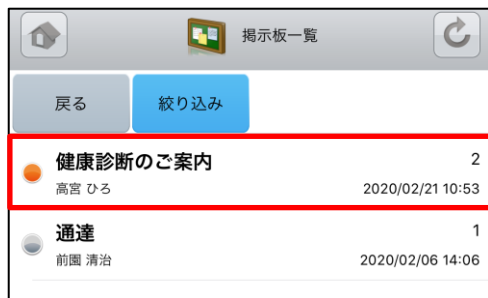 掲示板一覧
戻る 絞り込み
健康診断のご案内 2
高宮 ひろ 2020/02/21 10:53
通達 1
前園 清治 2020/02/06 14:06